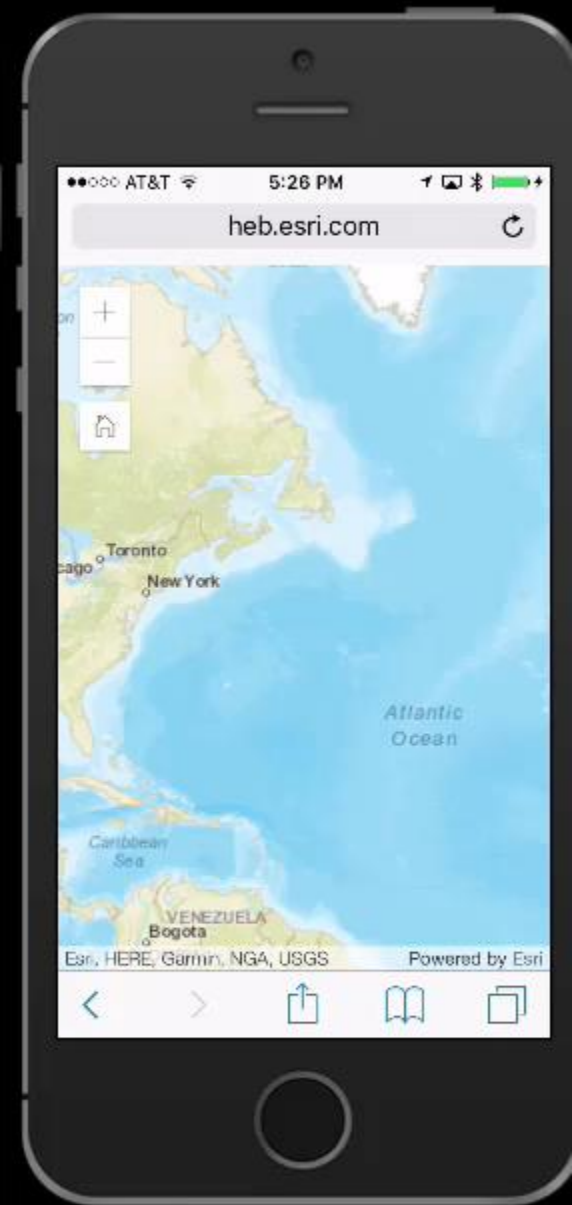 AT&T 5:26 PM
heb.esri.com
on
Toronto
cago
New York
Atlantic
Ocean
Caribbean
Sea
VENEZUELA
Bogota
Esri, HERE, Garmin, NGA, USGS Powered by Esri